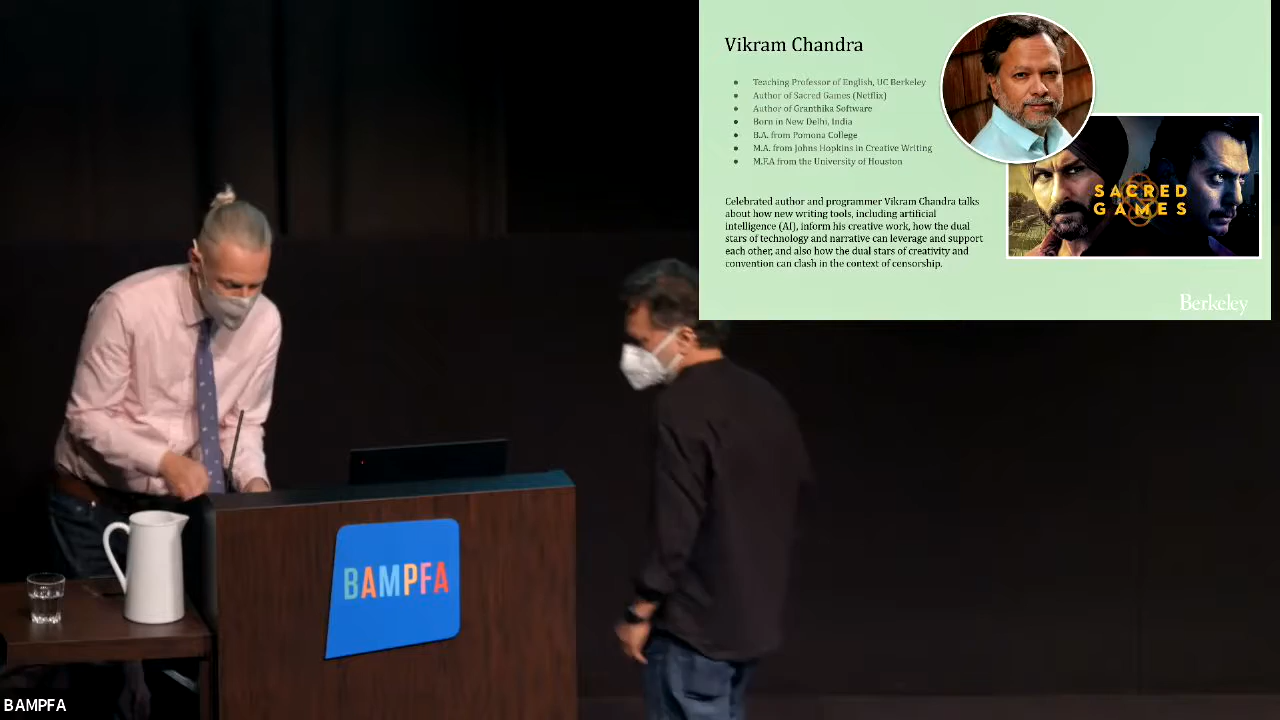 Vikram Chandra
● Teaching Professor of English, UC Berkeley
● Author of Sacred Games (Netflix)
● Author of Granthika Software
● Born in New Delhi, India
● B.A. from Pomona College
● M.A. from Johns Hopkins in Creative Writing
● M.F.A from the University of Houston
Celebrated author and programmer Vikram Chandra talks
about how new writing tools, including artificial
intelligence (AI), inform his creative work, how the dual
stars of technology and narrative can leverage and support
each other, and also how the dual stars of creativity and
convention can clash in the context of censorship.
SACRED
GAMES
Berkeley
BAMPFA
BAMPFA